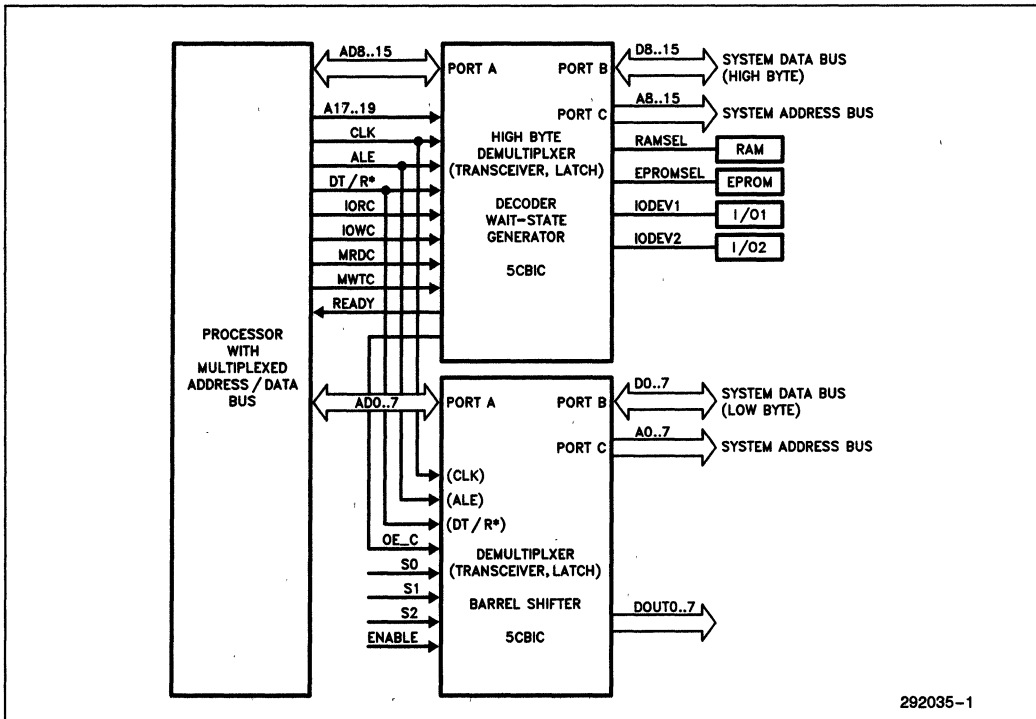 AD8..15
A17..19
CLK
ALE
DT/R*
IORC
IOWC
MRDC
MWTC
READY
PROCESSOR
WITH
MULTIPLEXED
ADDRESS/DATA
BUS
AD0..7
PORT A
PORT B
PORT C
HIGH BYTE
DEMULTIPLXER
(TRANSCEIVER, LATCH)
DECODER
WAIT-STATE
GENERATOR
5CBIC
D8..15
SYSTEM DATA BUS
(HIGH BYTE)
A8..15
SYSTEM ADDRESS BUS
RAMSEL
RAM
EPROMSEL
EPROM
IODEV1
I/O1
IODEV2
I/O2
PORT A
PORT B
PORT C
(CLK)
(ALE)
(DT/R*)
OE_C
S0
S1
S2
ENABLE
DEMULTIPLXER
(TRANSCEIVER, LATCH)
BARREL SHIFTER
5CBIC
D0..7
SYSTEM DATA BUS
(LOW BYTE)
A0..7
SYSTEM ADDRESS BUS
DOUT0..7
292035-1